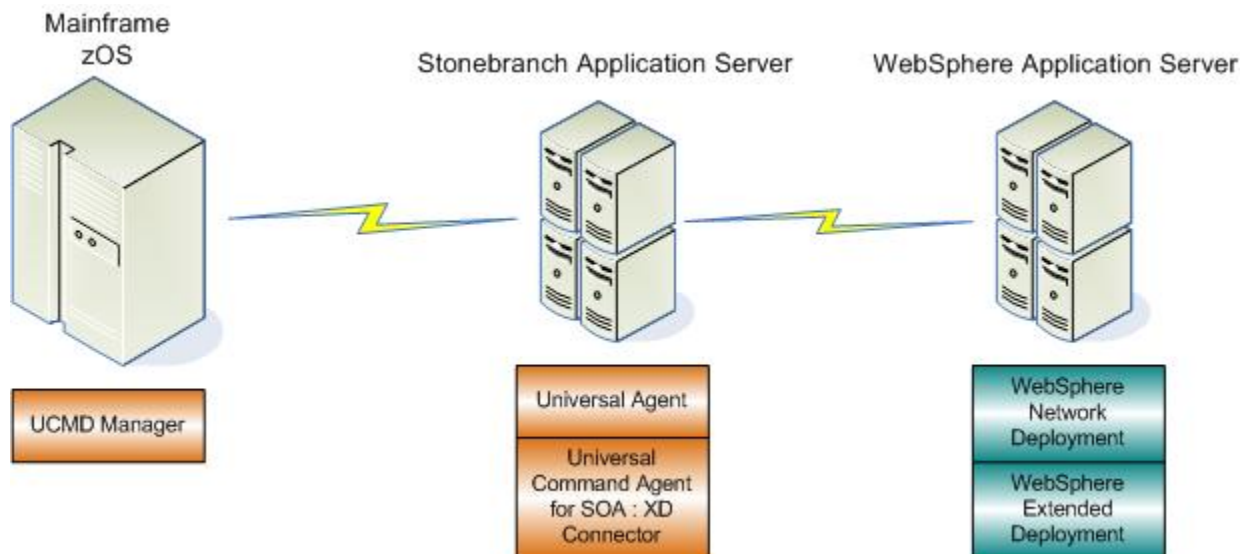 Mainframe
zOS
Stonebranch Application Server
WebSphere Application Server
UCMD Manager
Universal Agent
Universal
Command Agent
for SOA : XD
Connector
WebSphere
Network
Deployment
WebSphere
Extended
Deployment